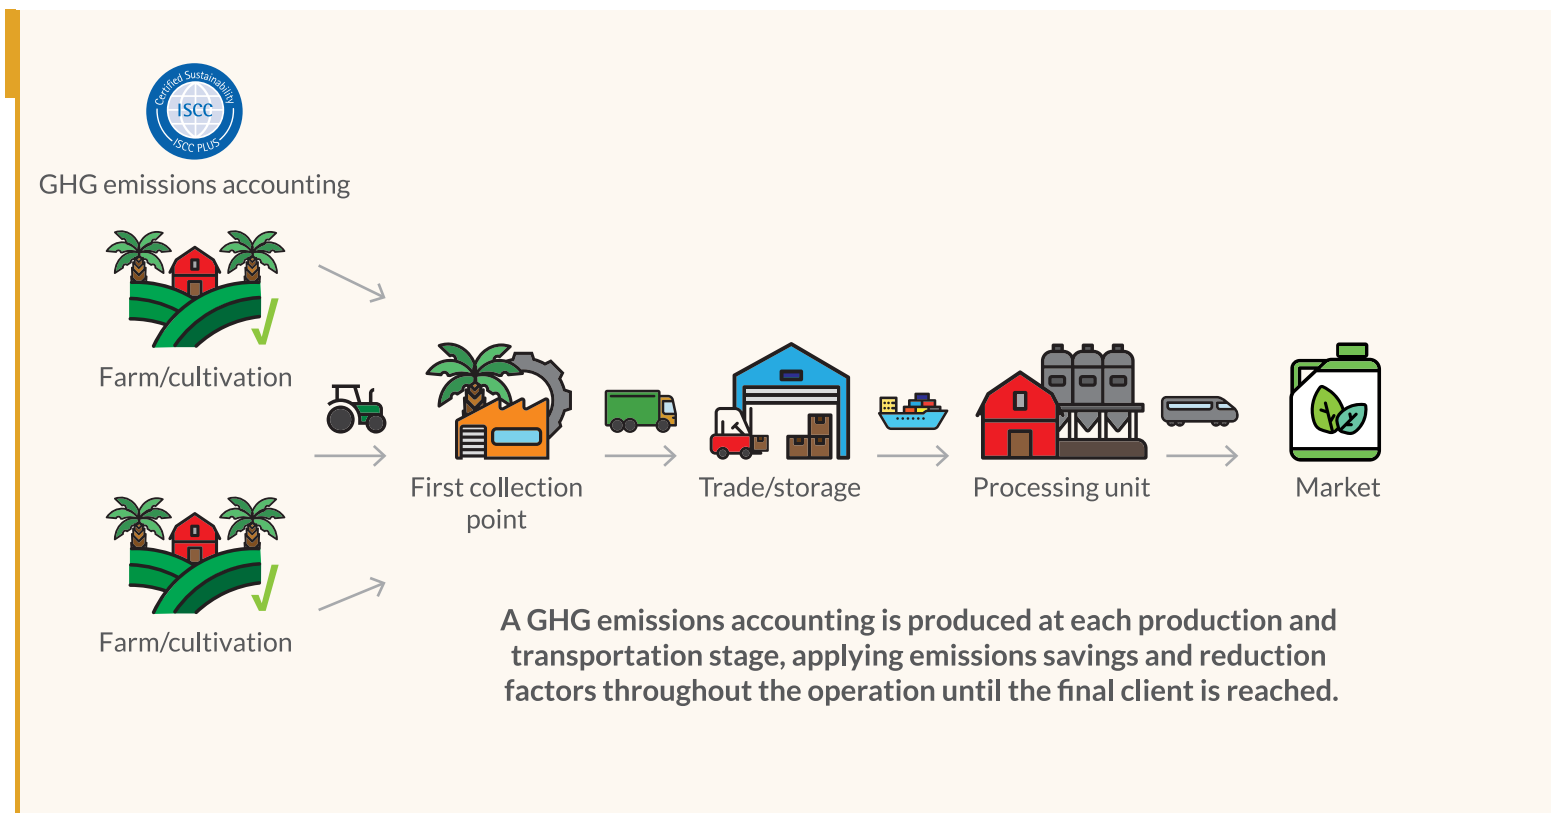 Certified Sustainability
ISCC
ISCC PLUS
GHG emissions accounting
Farm/cultivation
First collection
point
Trade/storage
Processing unit
Market
Farm/cultivation
A GHG emissions accounting is produced at each production and
transportation stage, applying emissions savings and reduction
factors throughout the operation until the final client is reached.